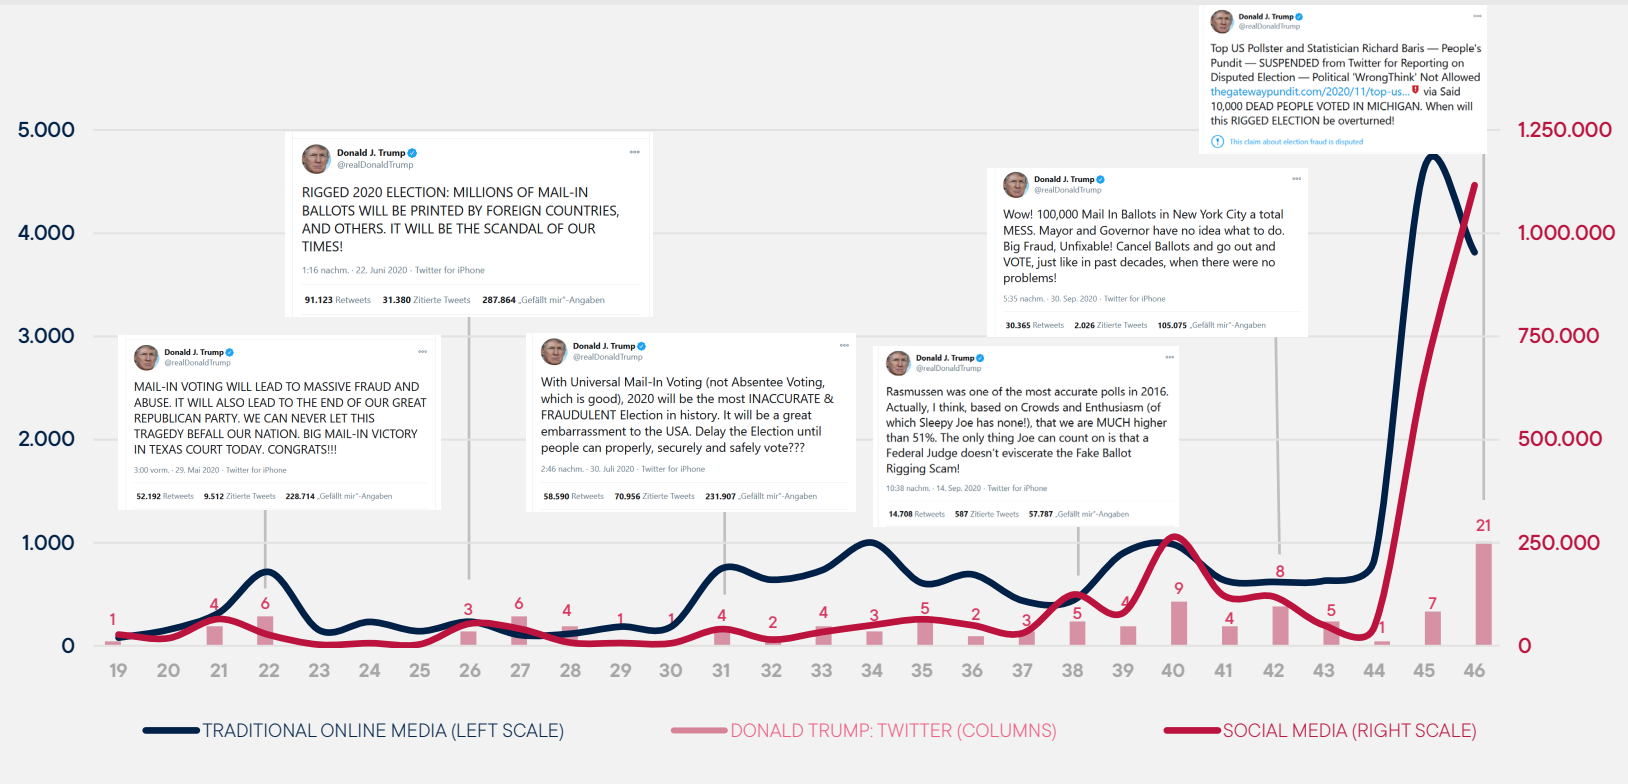 Donald J. Trump
@realDonaldTrump
Top US Pollster and Statistician Richard Baris — People's
Pundit — SUSPENDED from Twitter for Reporting on
Disputed Election — Political 'WrongThink' Not Allowed
thegatewaypundit.com/2020/11/top-us... via Said
10,000 DEAD PEOPLE VOTED IN MICHIGAN. When will
this RIGGED ELECTION be overturned!
This claim about election fraud is disputed
5.000
4.000
3.000
2.000
1.000
0
1.250.000
1.000.000
750.000
500.000
250.000
0
Donald J. Trump
@realDonaldTrump
RIGGED 2020 ELECTION: MILLIONS OF MAIL-IN
BALLOTS WILL BE PRINTED BY FOREIGN COUNTRIES,
AND OTHERS. IT WILL BE THE SCANDAL OF OUR
TIMES!
1:16 nachm. · 22. Juni 2020 · Twitter for iPhone
91.123 Retweets 31.380 Zitierte Tweets 287.864 „Gefällt mir"-Angaben
Donald J. Trump
@realDonaldTrump
Wow! 100,000 Mail In Ballots in New York City a total
MESS. Mayor and Governor have no idea what to do.
Big Fraud, Unfixable! Cancel Ballots and go out and
VOTE, just like in past decades, when there were no
problems!
5:35 nachm. · 30. Sep. 2020 · Twitter for iPhone
30.365 Retweets 2.026 Zitierte Tweets 105.075 „Gefällt mir"-Angaben
Donald J. Trump
@realDonaldTrump
MAIL-IN VOTING WILL LEAD TO MASSIVE FRAUD AND
ABUSE. IT WILL ALSO LEAD TO THE END OF OUR GREAT
REPUBLICAN PARTY. WE CAN NEVER LET THIS
TRAGEDY BEFALL OUR NATION. BIG MAIL-IN VICTORY
IN TEXAS COURT TODAY. CONGRATS!!!
3:00 vorm. · 29. Mai 2020 · Twitter for iPhone
52.192 Retweets 9.512 Zitierte Tweets 228.714 „Gefällt mir"-Angaben
Donald J. Trump
@realDonaldTrump
With Universal Mail-In Voting (not Absentee Voting,
which is good), 2020 will be the most INACCURATE &
FRAUDULENT Election in history. It will be a great
embarrassment to the USA. Delay the Election until
people can properly, securely and safely vote???
2:46 nachm. · 30. Juli 2020 · Twitter for iPhone
58.590 Retweets 70.956 Zitierte Tweets 231.907 „Gefällt mir"-Angaben
Donald J. Trump
@realDonaldTrump
Rasmussen was one of the most accurate polls in 2016.
Actually, I think, based on Crowds and Enthusiasm (of
which Sleepy Joe has none!), that we are MUCH higher
than 51%. The only thing Joe can count on is that a
Federal Judge doesn't eviscerate the Fake Ballot
Rigging Scam!
10:38 nachm. · 14. Sep. 2020 · Twitter for iPhone
14.708 Retweets 587 Zitierte Tweets 57.787 „Gefällt mir"-Angaben
1 4 6 3 6 4 1 1 4 2 4 3 5 2 3 5 4 9 4 8 5 1 7 21
19 20 21 22 23 24 25 26 27 28 29 30 31 32 33 34 35 36 37 38 39 40 41 42 43 44 45 46
TRADITIONAL ONLINE MEDIA (LEFT SCALE) DONALD TRUMP: TWITTER (COLUMNS) SOCIAL MEDIA (RIGHT SCALE)